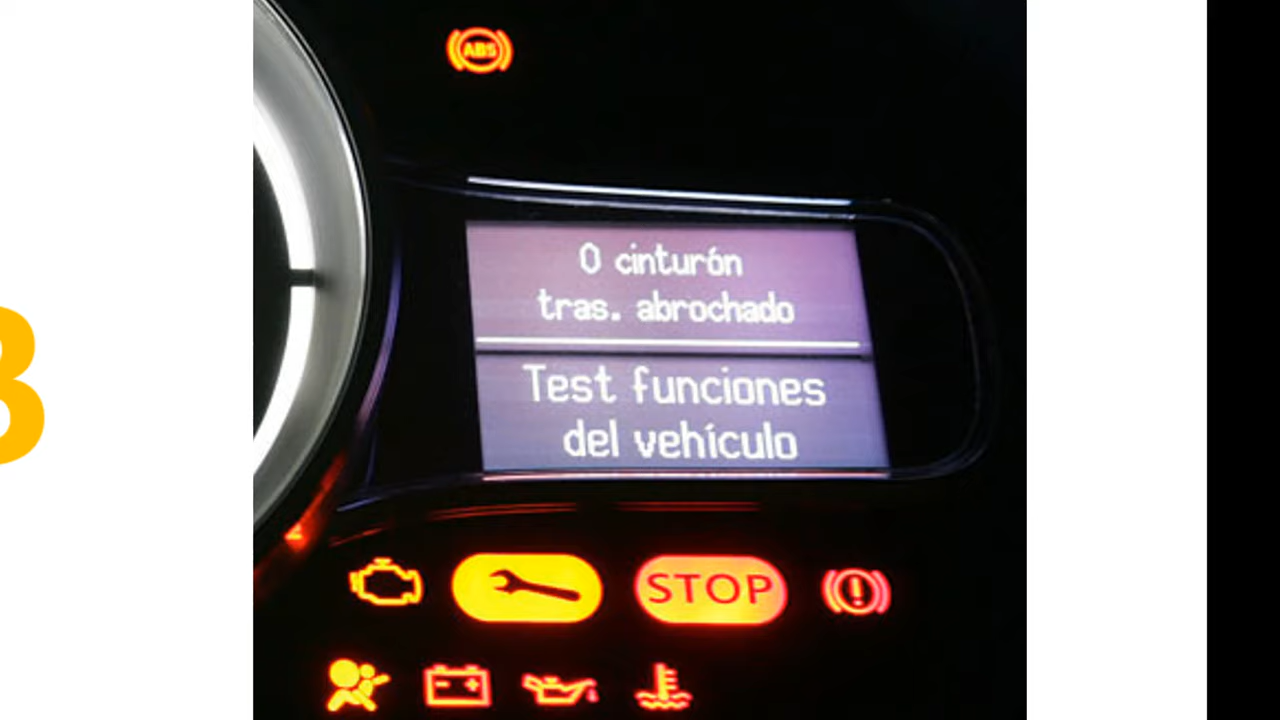 ABS
0 cinturón
tras. abrochado
Test funciones
del vehículo
STOP